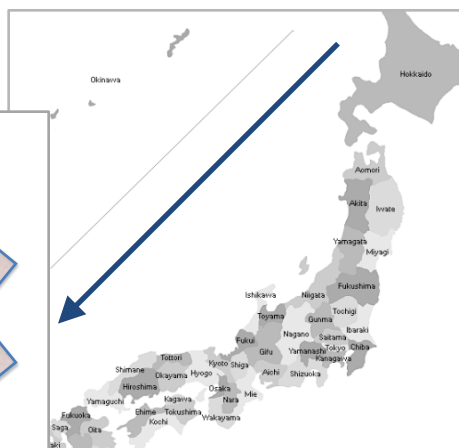 Hokkaido
Okinawa
Aomori
Akita
Iwate
Yamagata
Miyagi
Fukushima
Ishikawa
Niigata
Toyama
Tochigi
Gunma
Ibaraki
Fukui
Nagano
Saitama
Gifu
Yamanashi
Tokyo
Chiba
Kanagawa
Tottori
Kyoto
Shiga
Aichi
Shizuoka
Shimane
Okayama
Hyogo
Hiroshima
Osaka
Nara
Mie
Yamaguchi
Kagawa
Wakayama
Fukuoka
Ehime
Tokushima
Saga
Oita
Kochi
aki